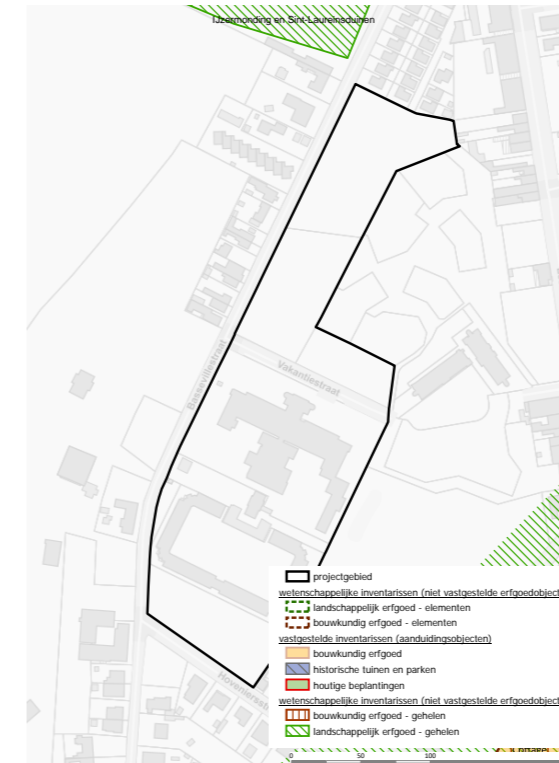 IJzermonding en Sint-Laureinsduinen
Bassevillestraat
Vakantiestraat
projectgebied
wetenschappelijke inventarissen (niet vastgestelde erfgoedobject
landschappelijk erfgoed - elementen
bouwkundig erfgoed - elementen
vastgestelde inventarissen (aanduidingsobjecten)
bouwkundig erfgoed
historische tuinen en parken
houtige beplantingen
wetenschappelijke inventarissen (niet vastgestelde erfgoedobject
bouwkundig erfgoed - gehelen
landschappelijk erfgoed - gehelen
0 50 100